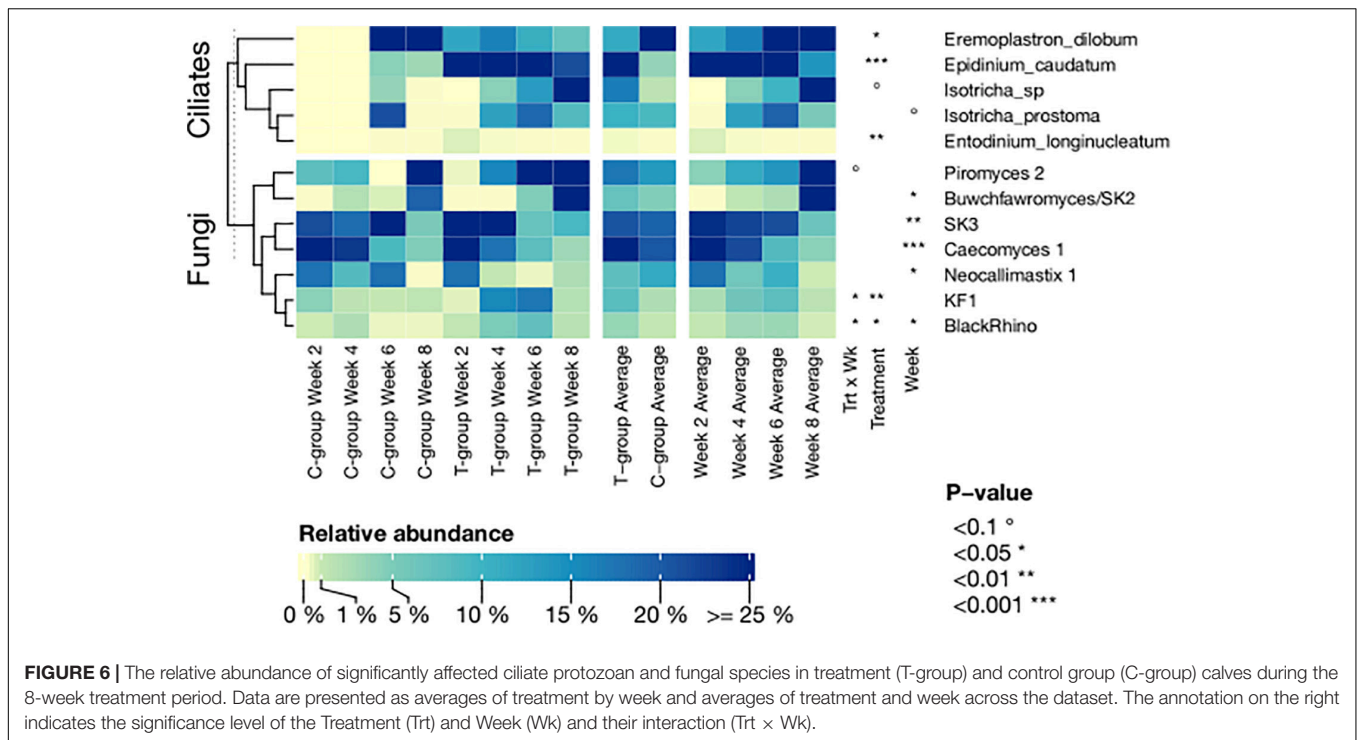 Ciliates
Fungi
* Eremoplastron_dilobum
*** Epidinium_caudatum
° Isotricha_sp
° Isotricha_prostoma
** Entodinium_longinucleatum
° Piromyces 2
* Buwchfawromyces/SK2
** SK3
*** Caecomyces 1
* Neocallimastix 1
* ** KF1
* * * BlackRhino
C-group Week 2
C-group Week 4
C-group Week 6
C-group Week 8
T-group Week 2
T-group Week 4
T-group Week 6
T-group Week 8
T-group Average
C-group Average
Week 2 Average
Week 4 Average
Week 6 Average
Week 8 Average
Trt x Wk
Treatment
Week
Relative abundance
0 % 1 % 5 % 10 % 15 % 20 % >= 25 %
P-value
<0.1 °
<0.05 *
<0.01 **
<0.001 ***
FIGURE 6 | The relative abundance of significantly affected ciliate protozoan and fungal species in treatment (T-group) and control group (C-group) calves during the
8-week treatment period. Data are presented as averages of treatment by week and averages of treatment and week across the dataset. The annotation on the right
indicates the significance level of the Treatment (Trt) and Week (Wk) and their interaction (Trt × Wk).